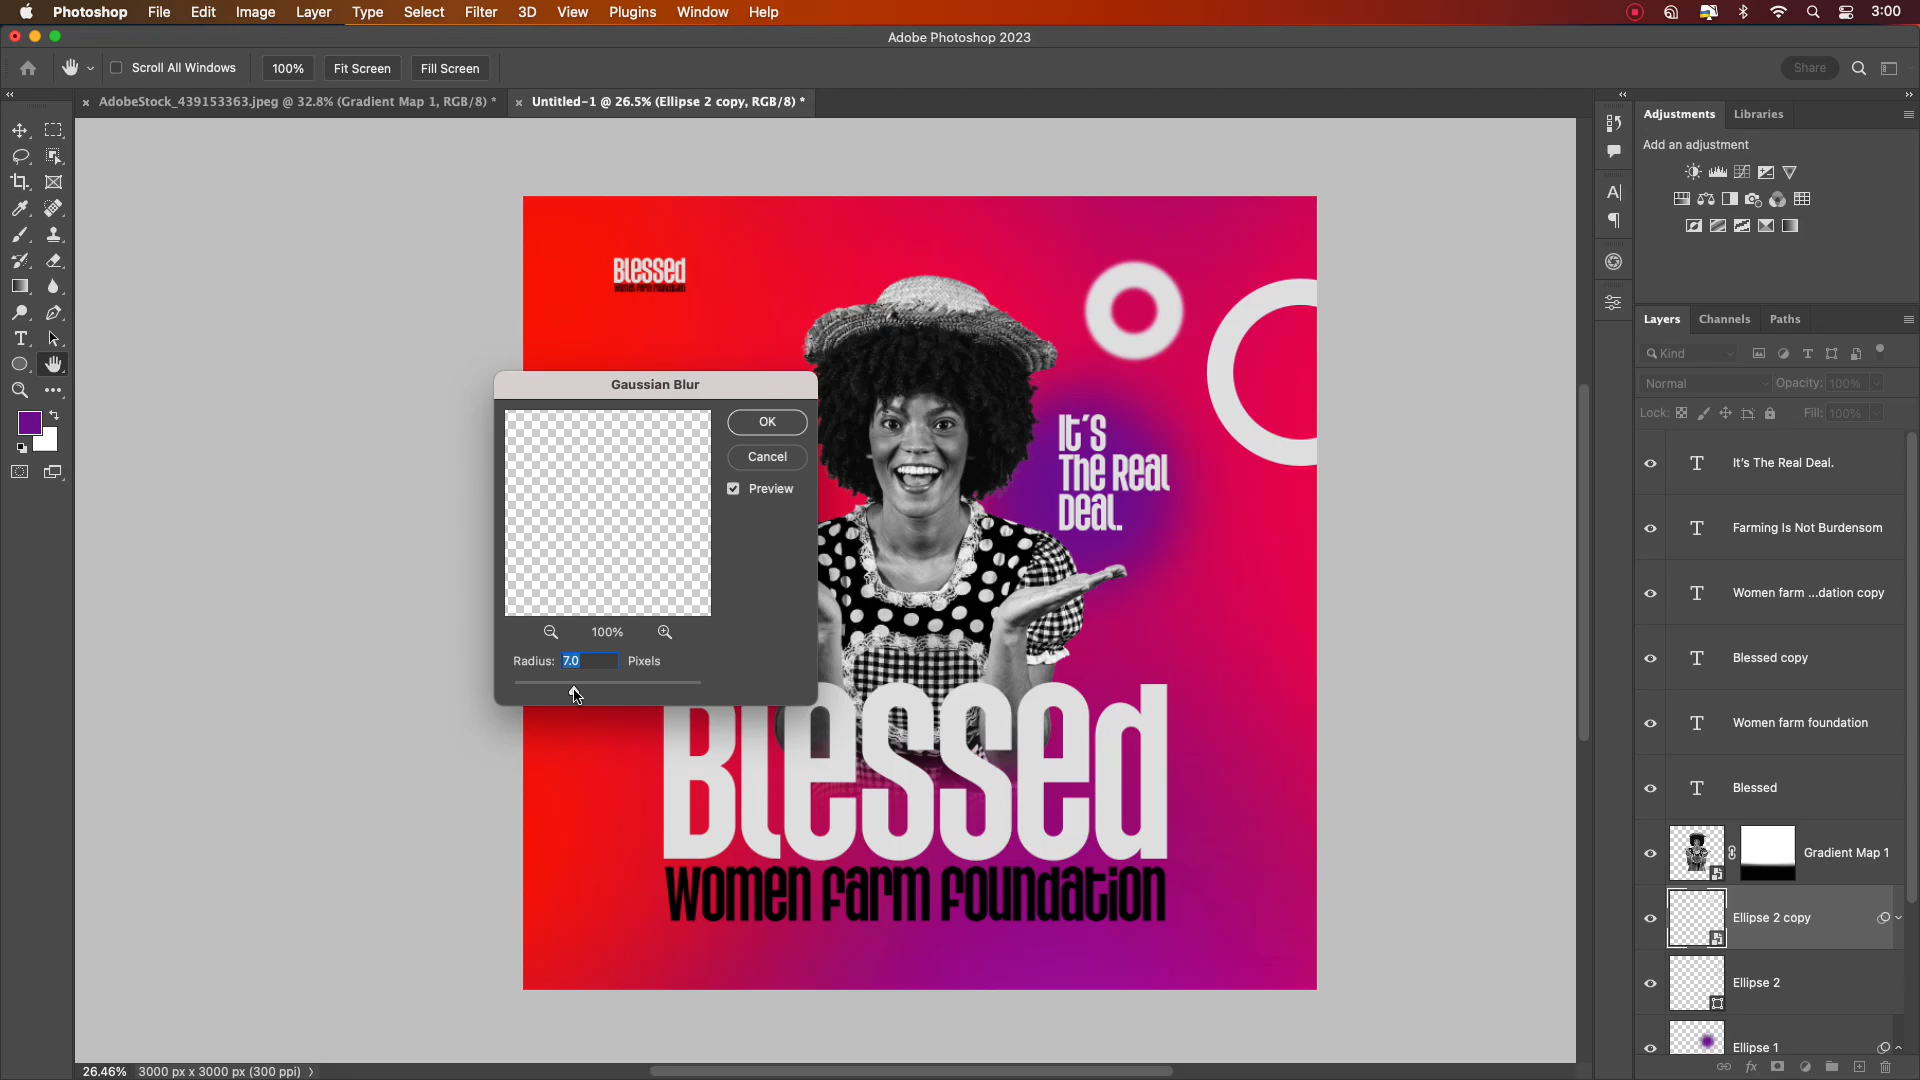 Photoshop File Edit Image Layer Type Select Filter 3D View Plugins Window Help 3:00
Adobe Photoshop 2023
Scroll All Windows 100% Fit Screen Fill Screen Share
AdobeStock_439153363.jpeg @ 32.8% (Gradient Map 1, RGB/8) * Untitled-1 @ 26.5% (Ellipse 2 copy, RGB/8) *
Adjustments Libraries
Add an adjustment
Blessed
Women farm foundation
Layers Channels Paths
Kind
Normal Opacity: 100%
Lock: Fill: 100%
Gaussian Blur
OK
Cancel
Preview
100%
Radius: 7.0 Pixels
It's
The Real
Deal.
Blessed
Women farm foundation
It's The Real Deal.
Farming Is Not Burdensom
Women farm ...dation copy
Blessed copy
Women farm foundation
Blessed
Gradient Map 1
Ellipse 2 copy
Ellipse 2
Ellipse 1
26.46% 3000 px x 3000 px (300 ppi)